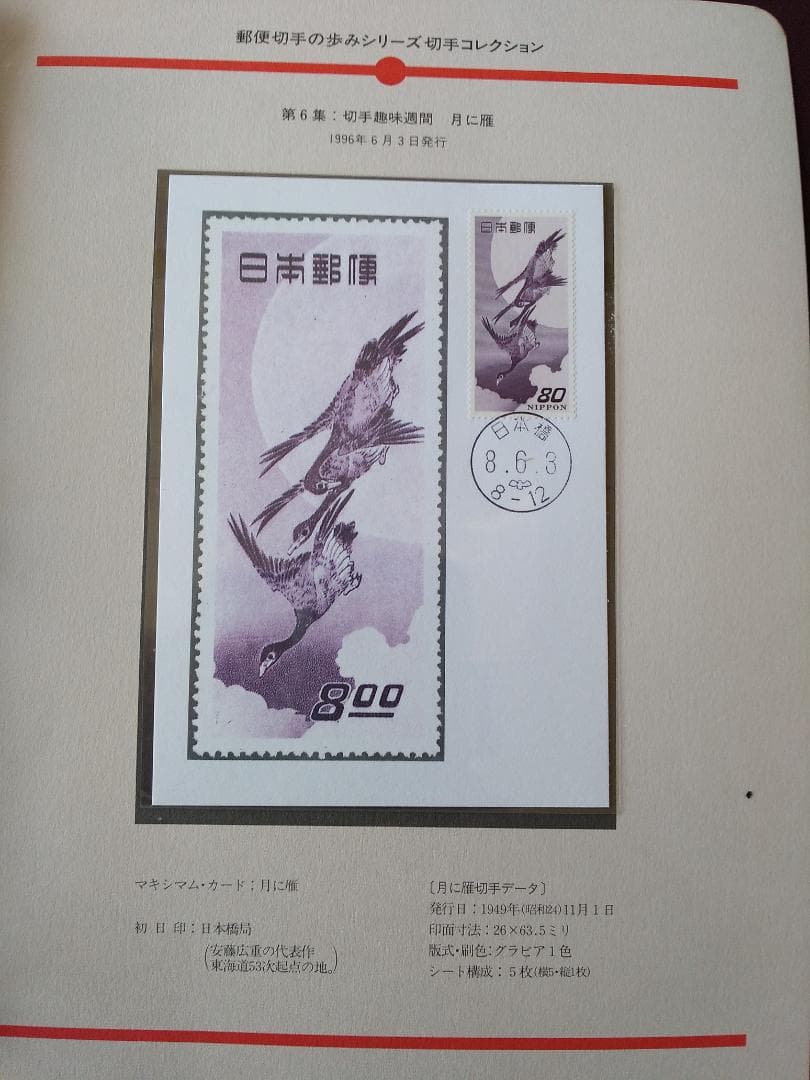 郵便切手の歩みシリーズ切手コレクション
第6集：切手趣味週間　月に雁
1996年6月3日発行
日本郵便
800
日本郵便
80
NIPPON
日本橋
8.6.3
8-12
マキシマム・カード；月に雁
初日印：日本橋局
(安藤広重の代表作
東海道53次起点の地。)
〔月に雁切手データ〕
発行日：1949年(昭和24)11月1日
印面寸法：26×63.5ミリ
版式・刷色：グラビア1色
シート構成：5枚(横5・縦1枚)